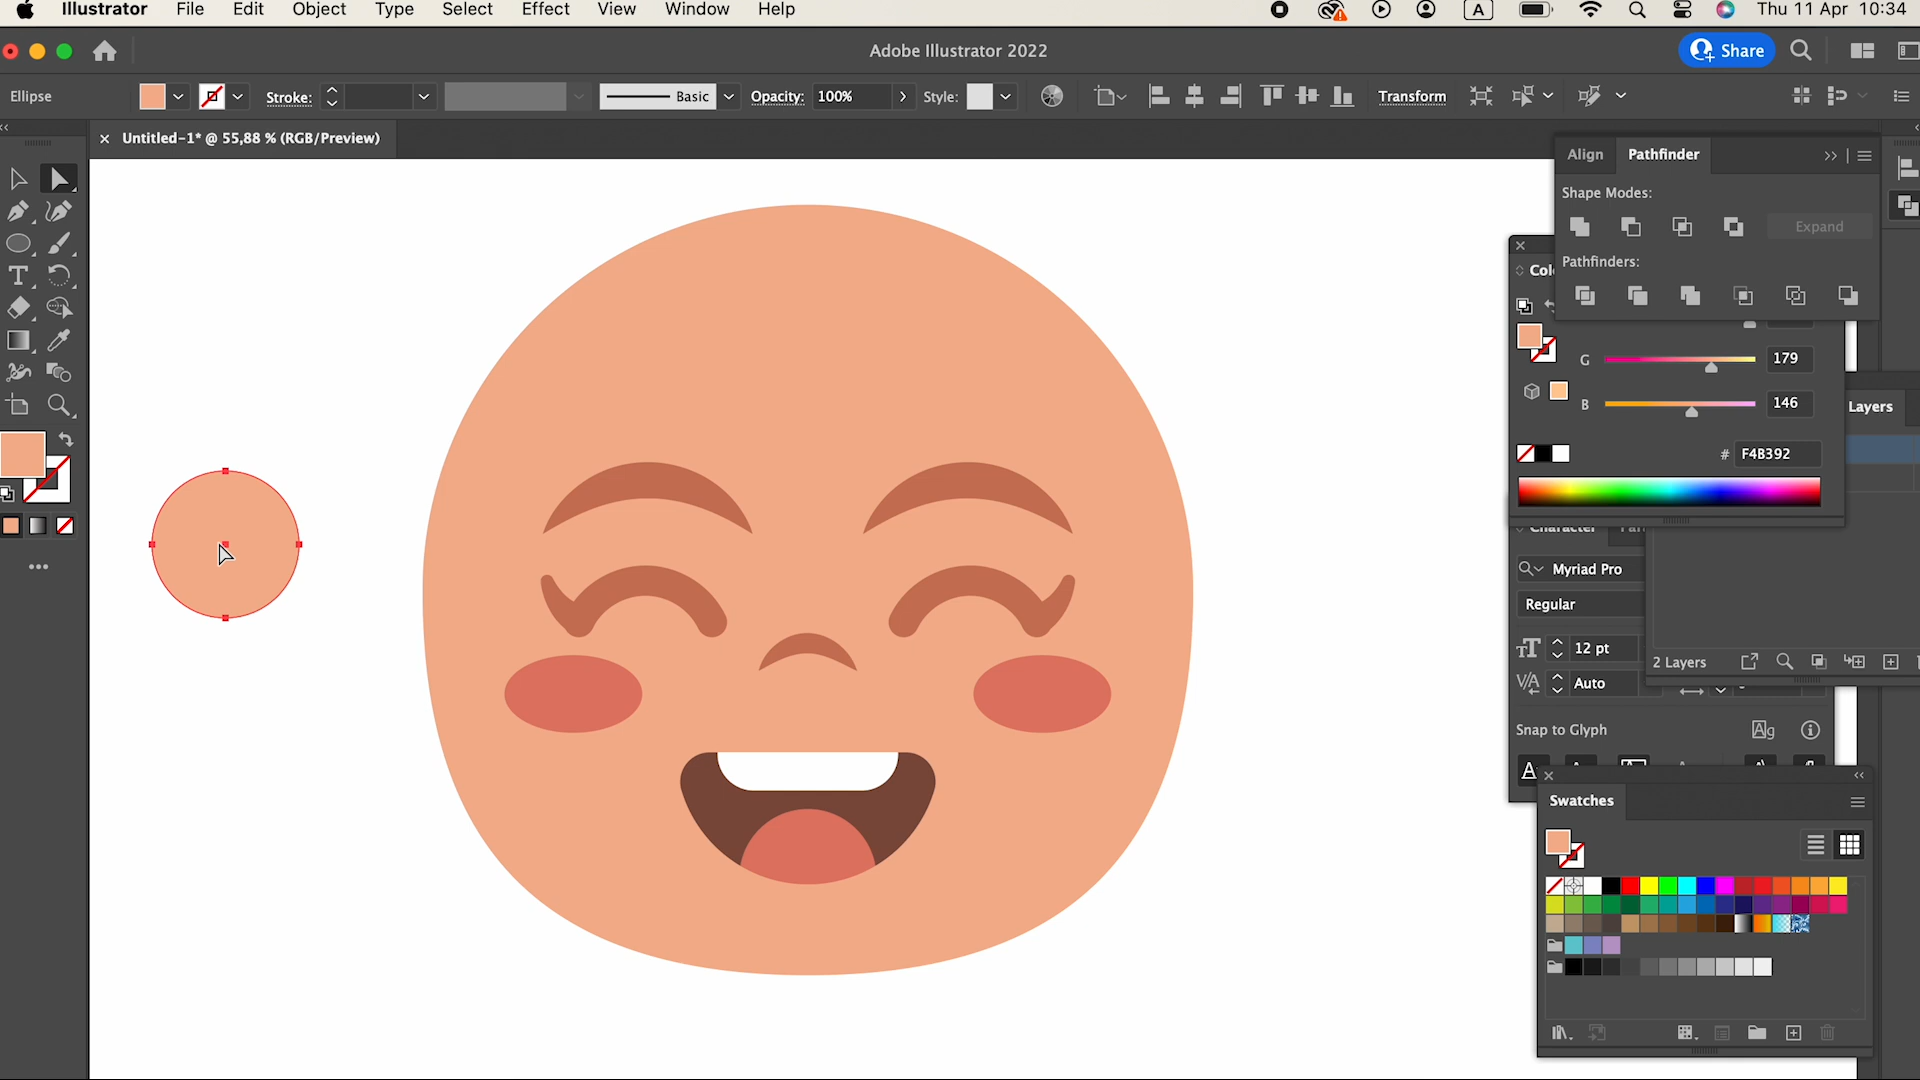 Illustrator File Edit Object Type Select Effect View Window Help A Thu 11 Apr 10:34
Adobe Illustrator 2022 Share
Ellipse Stroke: Basic Opacity: 100% Style: Transform
Untitled-1* @ 55,88 % (RGB/Preview)
Align Pathfinder
Shape Modes:
Expand
Pathfinders:
G 179
B 146
Layers
# F4B392
Character
Myriad Pro
Regular
12 pt
Auto
2 Layers
Snap to Glyph
Swatches